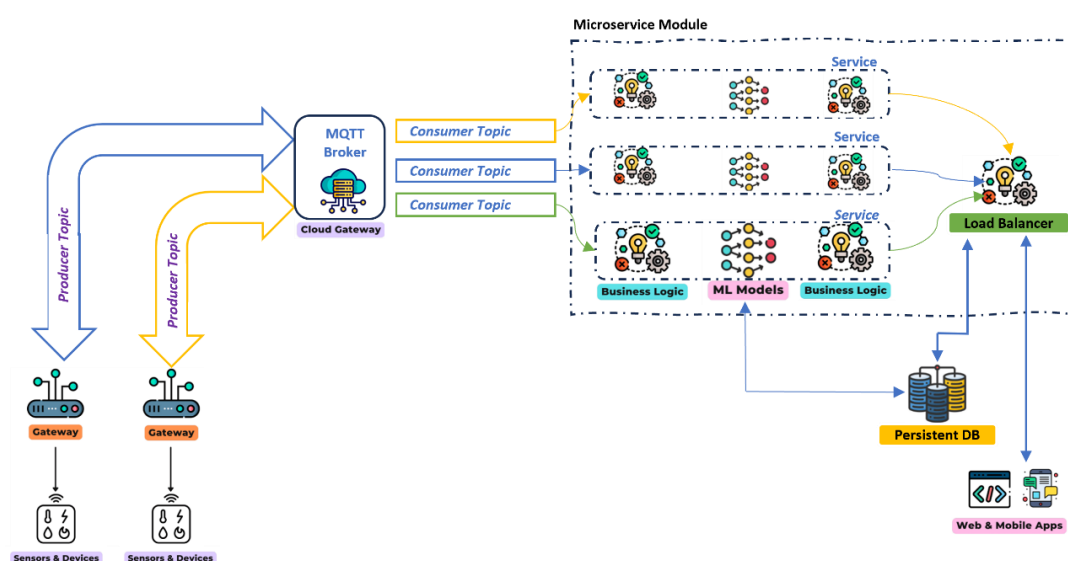 Microservice Module
Service
MQTT
Broker
Cloud Gateway
Consumer Topic
Consumer Topic
Consumer Topic
Service
Service
Producer Topic
Producer Topic
Load Balancer
Business Logic
ML Models
Business Logic
Gateway
Gateway
Persistent DB
Web & Mobile Apps
Sensors & Devices
Sensors & Devices